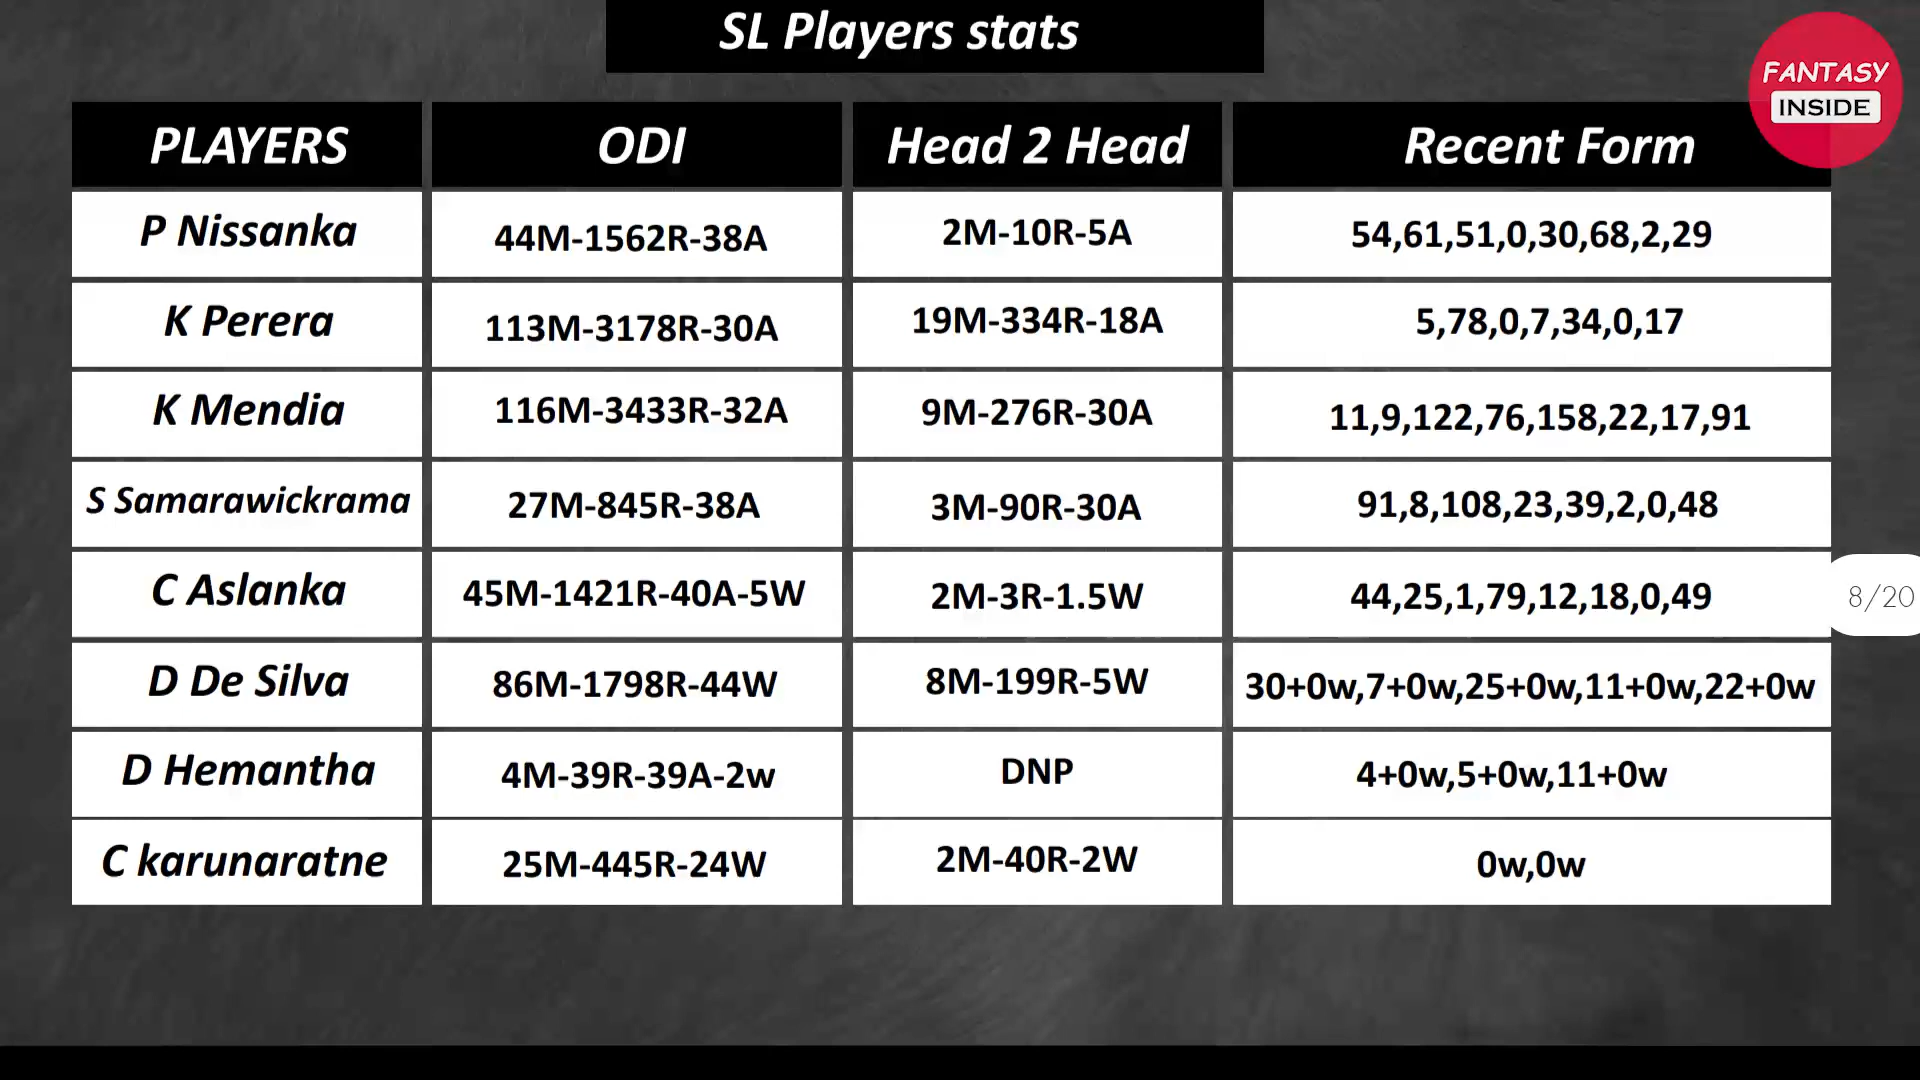 SL Players stats
FANTASY
INSIDE
PLAYERS ODI Head 2 Head Recent Form
P Nissanka 44M-1562R-38A 2M-10R-5A 54,61,51,0,30,68,2,29
K Perera 113M-3178R-30A 19M-334R-18A 5,78,0,7,34,0,17
K Mendia 116M-3433R-32A 9M-276R-30A 11,9,122,76,158,22,17,91
S Samarawickrama 27M-845R-38A 3M-90R-30A 91,8,108,23,39,2,0,48
C Aslanka 45M-1421R-40A-5W 2M-3R-1.5W 44,25,1,79,12,18,0,49
8/20
D De Silva 86M-1798R-44W 8M-199R-5W 30+0w,7+0w,25+0w,11+0w,22+0w
D Hemantha 4M-39R-39A-2w DNP 4+0w,5+0w,11+0w
C karunaratne 25M-445R-24W 2M-40R-2W 0w,0w